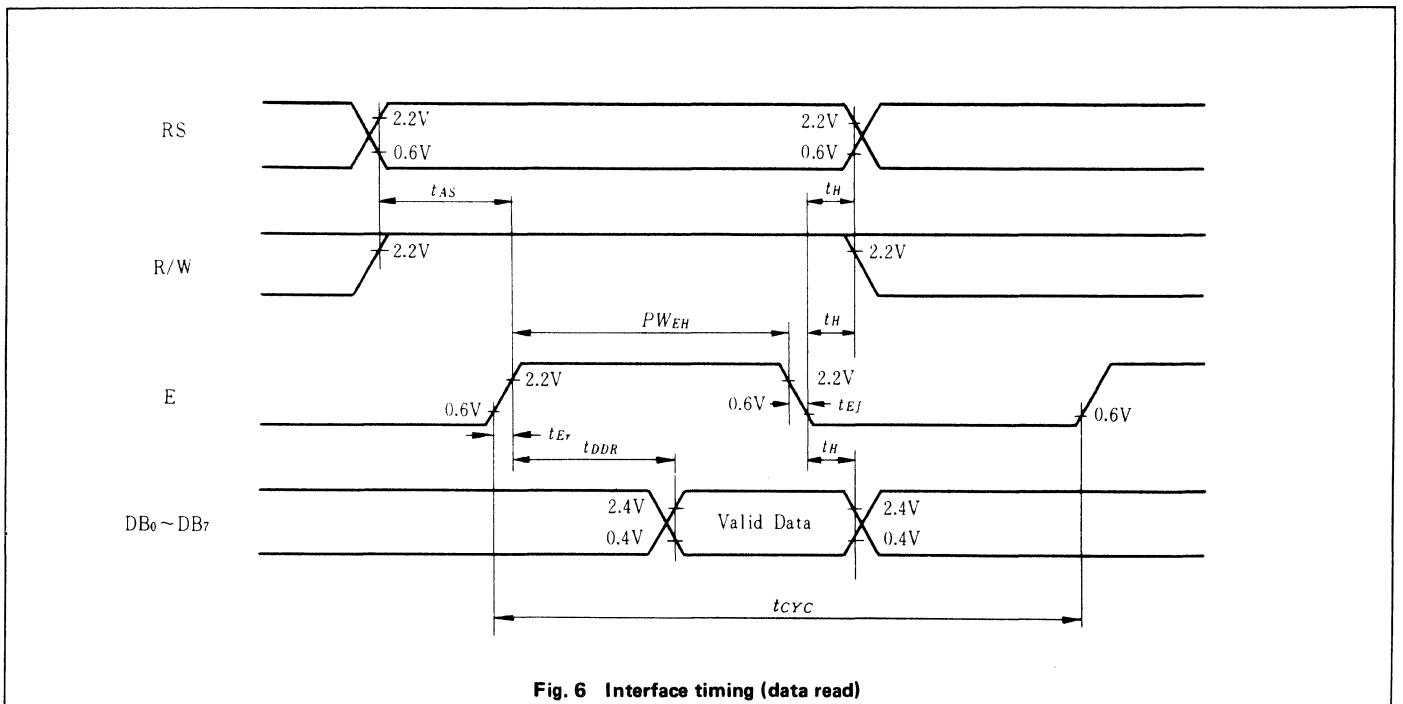 RS
2.2V
0.6V
2.2V
0.6V
tAS
tH
R/W
2.2V
2.2V
PWEH
tH
E
2.2V
0.6V
2.2V
0.6V
tEf
0.6V
tEr
tDDR
tH
DB0~DB7
2.4V
0.4V
Valid Data
2.4V
0.4V
tCYC
Fig. 6 Interface timing (data read)